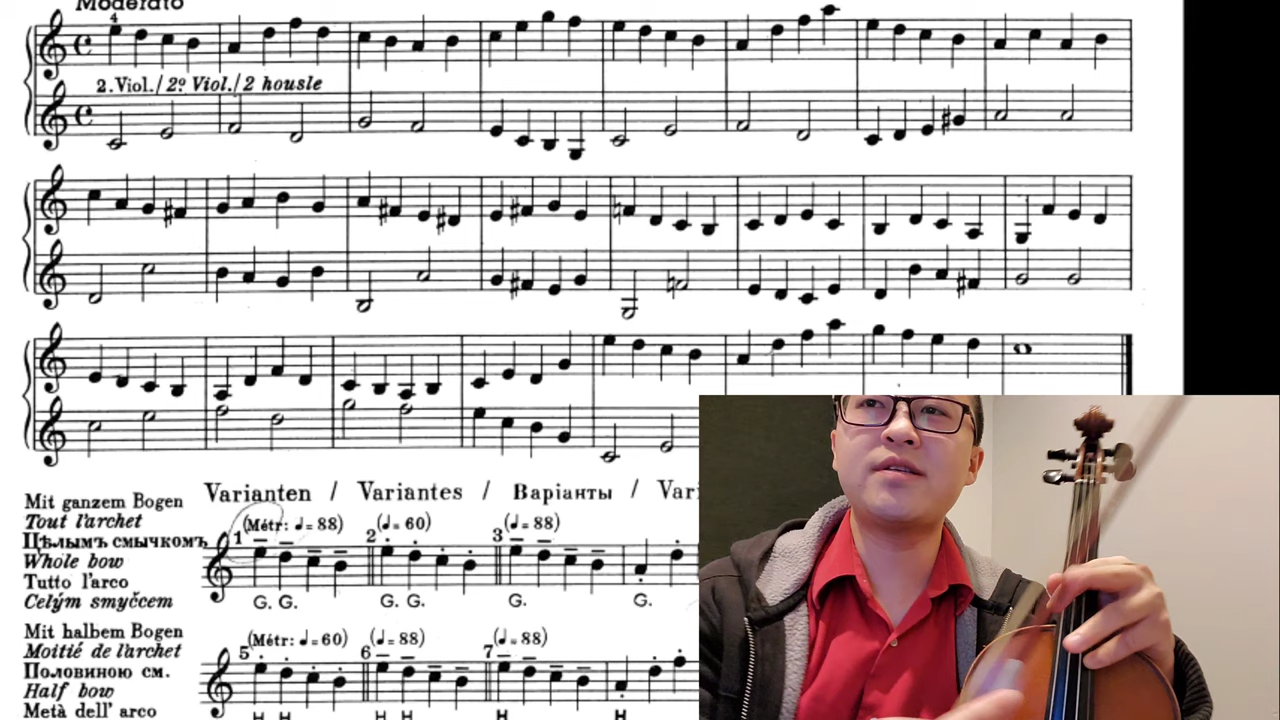 Moderato
4
2. Viol./2º Viol./2 housle
Mit ganzem Bogen
Tout l'archet
Цѣлымъ смычкомъ
Whole bow
Tutto l'arco
Celým smyčcem
Varianten / Variantes / Варіанты / Vari
1 (Métr: ♩= 88) 2 (♩= 60) 3 (♩= 88)
G. G. G. G. G. G.
Mit halbem Bogen
Moitié de l'archet
Половиною см.
Half bow
Metà dell' arco
5 (Métr: ♩= 60) 6 (♩= 88) 7 (♩= 88)
H H H H H H